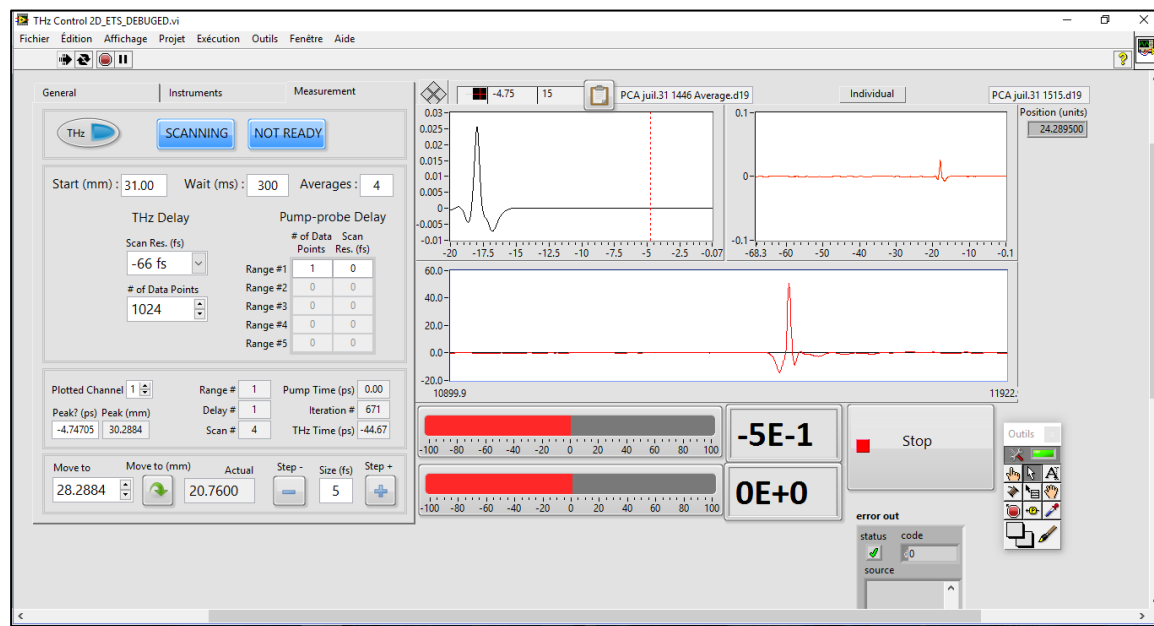 THz Control 2D_ETS_DEBUGED.vi
Fichier Édition Affichage Projet Exécution Outils Fenêtre Aide
General Instruments Measurement
THz SCANNING NOT READY
Start (mm) : 31.00 Wait (ms) : 300 Averages : 4
THz Delay Pump-probe Delay
Scan Res. (fs) # of Data Points Scan Res. (fs)
-66 fs
Range #1 1 0
# of Data Points Range #2 0 0
1024 Range #3 0 0
Range #4 0 0
Range #5 0 0
Plotted Channel 1 Range # 1 Pump Time (ps) 0.00
Peak? (ps) Peak (mm) Delay # 1 Iteration # 671
-4.74705 30.2884 Scan # 4 THz Time (ps) -44.67
Move to Move to (mm) Actual Step - Size (fs) Step +
28.2884 20.7600 5
-4.75 15 PCA juil.31 1446 Average.d19
0.03-
0.025-
0.02-
0.015-
0.01-
0.005-
0-
-0.005-
-0.01-
-20 -17.5 -15 -12.5 -10 -7.5 -5 -2.5 -0.07
Individual PCA juil.31 1515.d19
0.1-
0-
-0.1-
-68.3 -60 -50 -40 -30 -20 -10 -0.1
Position (units)
24.289500
60.0-
40.0-
20.0-
0.0-
-20.0-
10899.9 11922.
-100 -80 -60 -40 -20 0 20 40 60 80 100
-5E-1
-100 -80 -60 -40 -20 0 20 40 60 80 100
0E+0
Stop
Outils
error out
status code
0
source